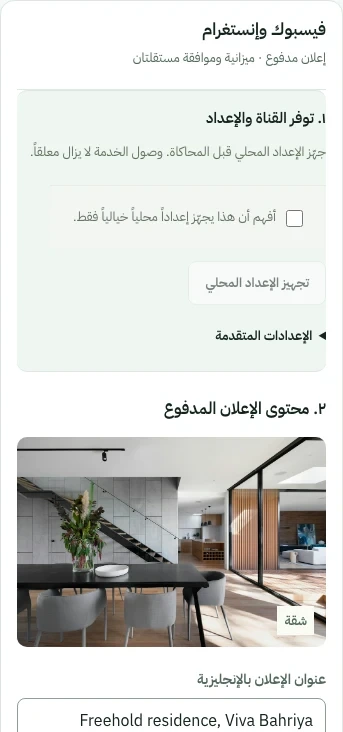 فيسبوك وإنستغرام
إعلان مدفوع · ميزانية وموافقة مستقلتان
١. توفر القناة والإعداد
جهّز الإعداد المحلي قبل المحاكاة. وصول الخدمة لا يزال معلقاً.
أفهم أن هذا يجهّز إعداداً محلياً خيالياً فقط.
تجهيز الإعداد المحلي
الإعدادات المتقدمة
٢. محتوى الإعلان المدفوع
شقة
عنوان الإعلان بالإنجليزية
Freehold residence, Viva Bahriya